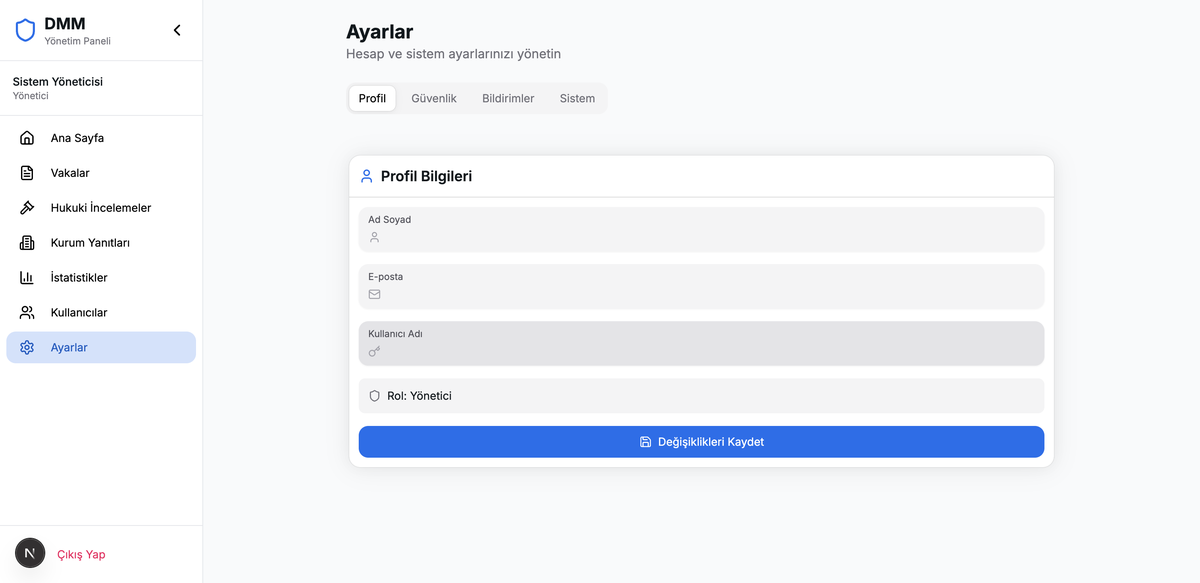 DMM
Yönetim Paneli
Sistem Yöneticisi
Yönetici
Ana Sayfa
Vakalar
Hukuki İncelemeler
Kurum Yanıtları
İstatistikler
Kullanıcılar
Ayarlar
N
Çıkış Yap
Ayarlar
Hesap ve sistem ayarlarınızı yönetin
Profil Güvenlik Bildirimler Sistem
Profil Bilgileri
Ad Soyad
E-posta
Kullanıcı Adı
Rol: Yönetici
Değişiklikleri Kaydet